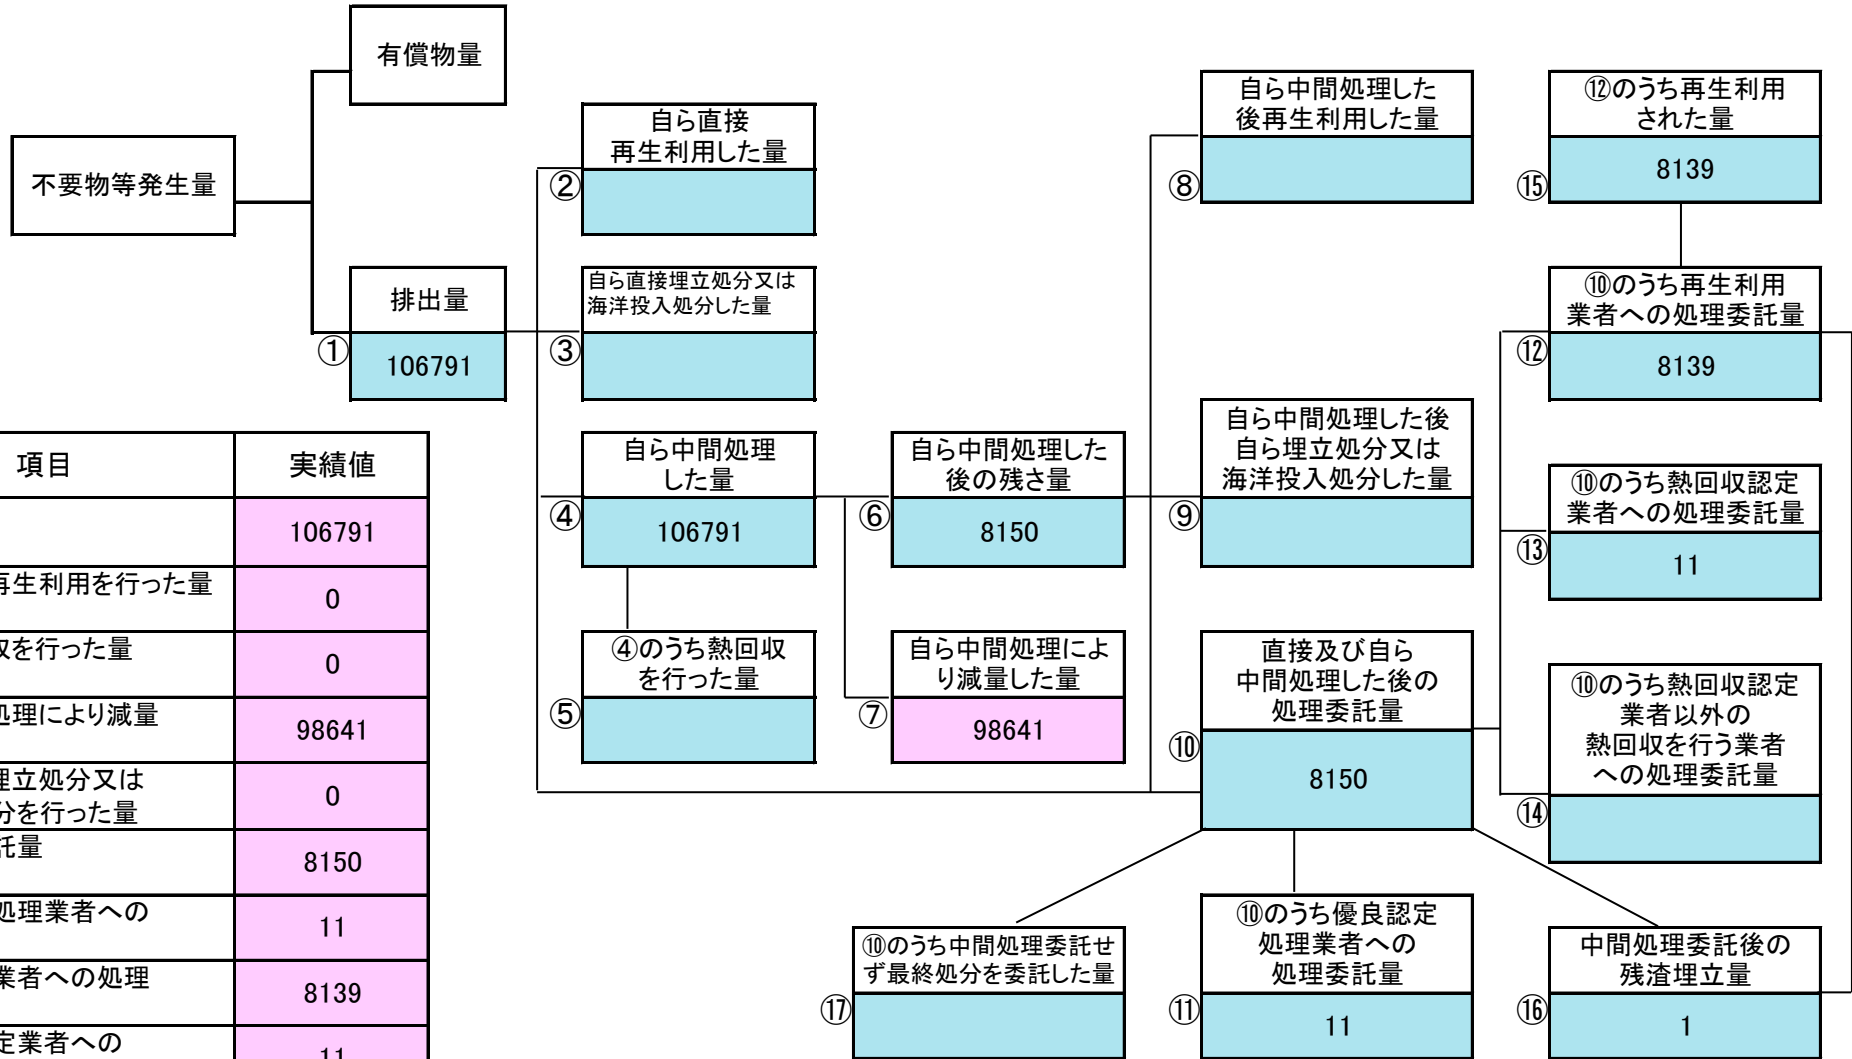 有償物量
不要物等発生量
排出量
①
106791
自ら直接
再生利用した量
②
自ら直接埋立処分又は
海洋投入処分した量
③
自ら中間処理
した量
④
106791
④のうち熱回収
を行った量
⑤
自ら中間処理した
後の残さ量
⑥
8150
自ら中間処理によ
り減量した量
⑦
98641
自ら中間処理した
後再生利用した量
⑧
自ら中間処理した後
自ら埋立処分又は
海洋投入処分した量
⑨
直接及び自ら
中間処理した後の
処理委託量
⑩
8150
⑫のうち再生利用
された量
⑮
8139
⑩のうち再生利用
業者への処理委託量
⑫
8139
⑩のうち熱回収認定
業者への処理委託量
⑬
11
⑩のうち熱回収認定
業者以外の
熱回収を行う業者
への処理委託量
⑭
⑩のうち中間処理委託せ
ず最終処分を委託した量
⑰
⑩のうち優良認定
処理業者への
処理委託量
⑪
11
中間処理委託後の
残渣埋立量
⑯
1
項目 実績値
106791
再生利用を行った量 0
を行った量 0
処理により減量 98641
埋立処分又は
分を行った量 0
託量 8150
処理業者への 11
業者への処理 8139
定業者への 11